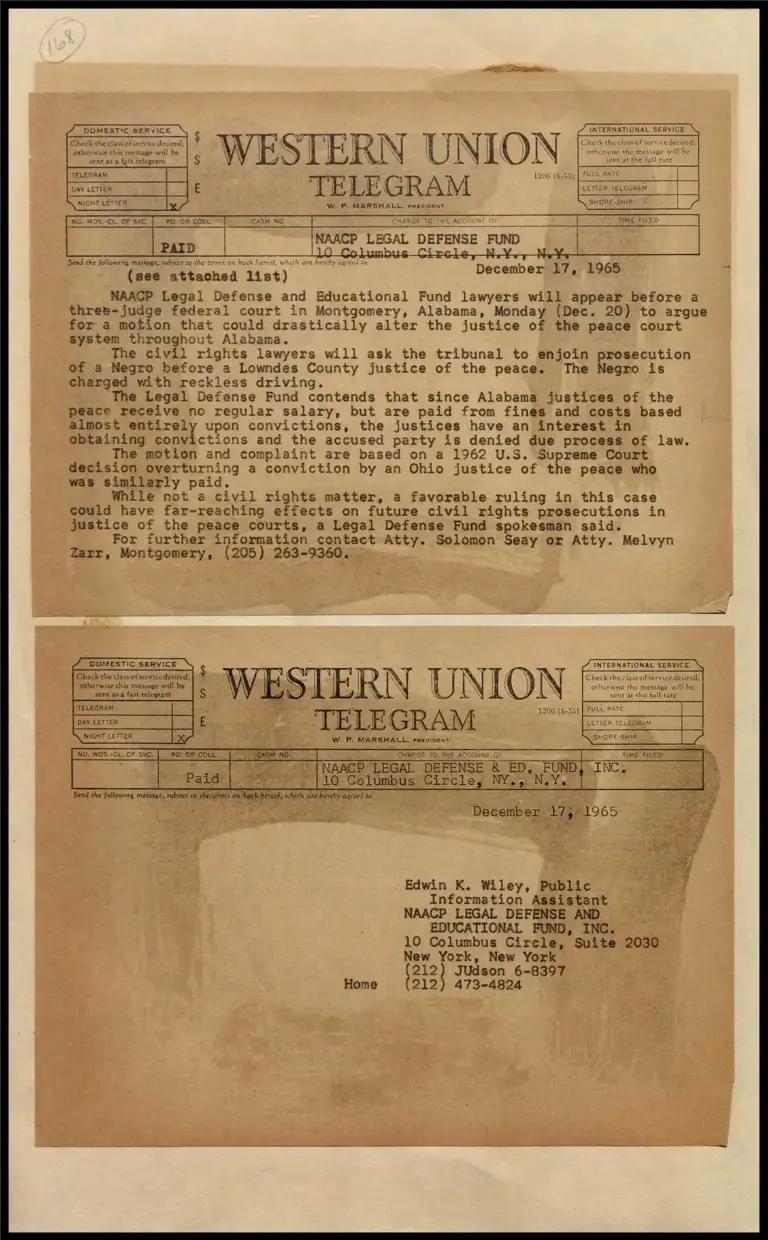 168
DOMESTIC SERVICE
Check the class of service desired;
otherwise this message will be
sent as a fast telegram
TELEGRAM
DAY LETTER
NIGHT LETTER X
$
S
E
WESTERN UNION
TELEGRAM
1206 (4-55)
W. P. MARSHALL, PRESIDENT
INTERNATIONAL SERVICE
Check the class of service desired;
otherwise the message will be
sent at the full rate
FULL RATE
LETTER TELEGRAM
SHORE-SHIP
NO. WDS.-CL. OF SVC. PD. OR COLL. CASH NO. CHARGE TO THE ACCOUNT OF TIME FILED
PAID NAACP LEGAL DEFENSE FUND
10 Columbus Circle, N.Y., N.Y.
Send the following message, subject to the terms on back hereof, which are hereby agreed to
December 17, 1965
(see attached list)
NAACP Legal Defense and Educational Fund lawyers will appear before a
three-judge federal court in Montgomery, Alabama, Monday (Dec. 20) to argue
for a motion that could drastically alter the justice of the peace court
system throughout Alabama.
The civil rights lawyers will ask the tribunal to enjoin prosecution
of a Negro before a Lowndes County justice of the peace. The Negro is
charged with reckless driving.
The Legal Defense Fund contends that since Alabama justices of the
peace receive no regular salary, but are paid from fines and costs based
almost entirely upon convictions, the justices have an interest in
obtaining convictions and the accused party is denied due process of law.
The motion and complaint are based on a 1962 U.S. Supreme Court
decision overturning a conviction by an Ohio justice of the peace who
was similarly paid.
While not a civil rights matter, a favorable ruling in this case
could have far-reaching effects on future civil rights prosecutions in
justice of the peace courts, a Legal Defense Fund spokesman said.
For further information contact Atty. Solomon Seay or Atty. Melvyn
Zarr, Montgomery, (205) 263-9360.
DOMESTIC SERVICE
Check the class of service desired;
otherwise this message will be
sent as a fast telegram
TELEGRAM
DAY LETTER
NIGHT LETTER X
$
S
E
WESTERN UNION
TELEGRAM
1206 (4-55)
W. P. MARSHALL, PRESIDENT
INTERNATIONAL SERVICE
Check the class of service desired;
otherwise the message will be
sent at the full rate
FULL RATE
LETTER TELEGRAM
SHORE-SHIP
NO. WDS.-CL. OF SVC. PD. OR COLL. CASH NO. CHARGE TO THE ACCOUNT OF TIME FILED
NAACP LEGAL DEFENSE & ED. FUND, INC.
Paid 10 Columbus Circle, NY., N.Y.
Send the following message, subject to the terms on back hereof, which are hereby agreed to
December 17, 1965
Edwin K. Wiley, Public
Information Assistant
NAACP LEGAL DEFENSE AND
EDUCATIONAL FUND, INC.
10 Columbus Circle, Suite 2030
New York, New York
(212) JUdson 6-8397
Home (212) 473-4824